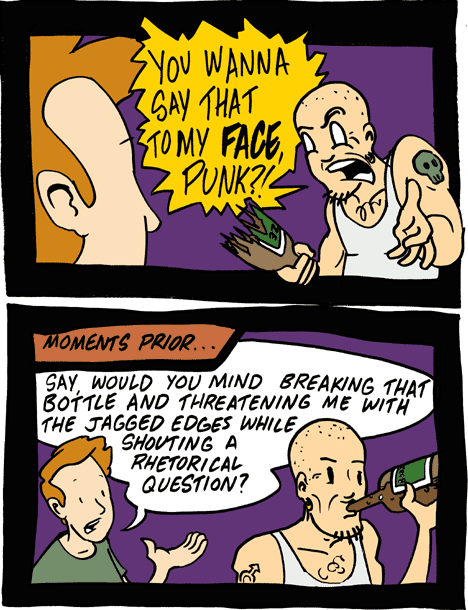 YOU WANNA
SAY THAT
TO MY FACE,
PUNK?!
MOMENTS PRIOR...
SAY, WOULD YOU MIND BREAKING THAT
BOTTLE AND THREATENING ME WITH
THE JAGGED EDGES WHILE
SHOUTING A
RHETORICAL
QUESTION?